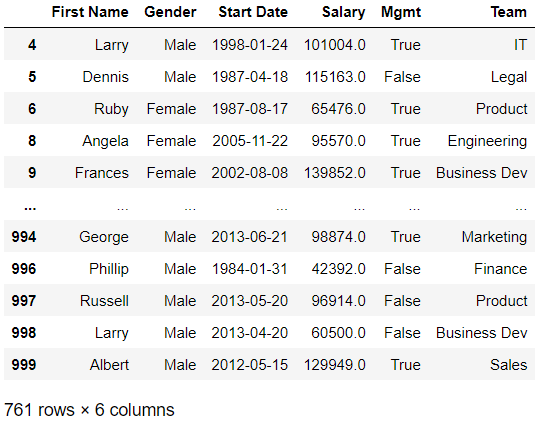 First Name Gender Start Date Salary Mgmt Team
4 Larry Male 1998-01-24 101004.0 True IT
5 Dennis Male 1987-04-18 115163.0 False Legal
6 Ruby Female 1987-08-17 65476.0 True Product
8 Angela Female 2005-11-22 95570.0 True Engineering
9 Frances Female 2002-08-08 139852.0 True Business Dev
... ... ... ... ... ... ...
994 George Male 2013-06-21 98874.0 True Marketing
996 Phillip Male 1984-01-31 42392.0 False Finance
997 Russell Male 2013-05-20 96914.0 False Product
998 Larry Male 2013-04-20 60500.0 False Business Dev
999 Albert Male 2012-05-15 129949.0 True Sales
761 rows × 6 columns